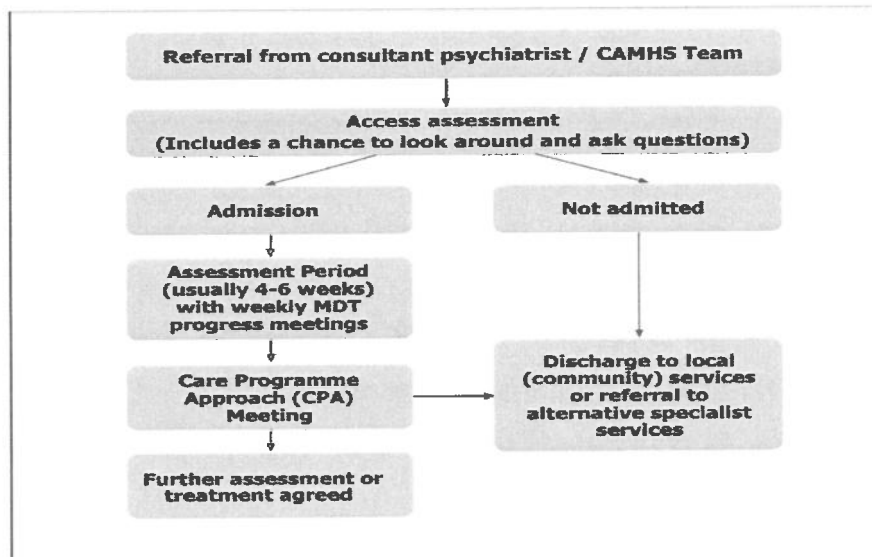 Referral from consultant psychiatrist / CAMHS Team
Access assessment
(Includes a chance to look around and ask questions)
Admission
Not admitted
Assessment Period
(usually 4-6 weeks)
with weekly MDT
progress meetings
Care Programme
Approach (CPA)
Meeting
Discharge to local
(community) services
or referral to
alternative specialist
services
Further assessment or
treatment agreed